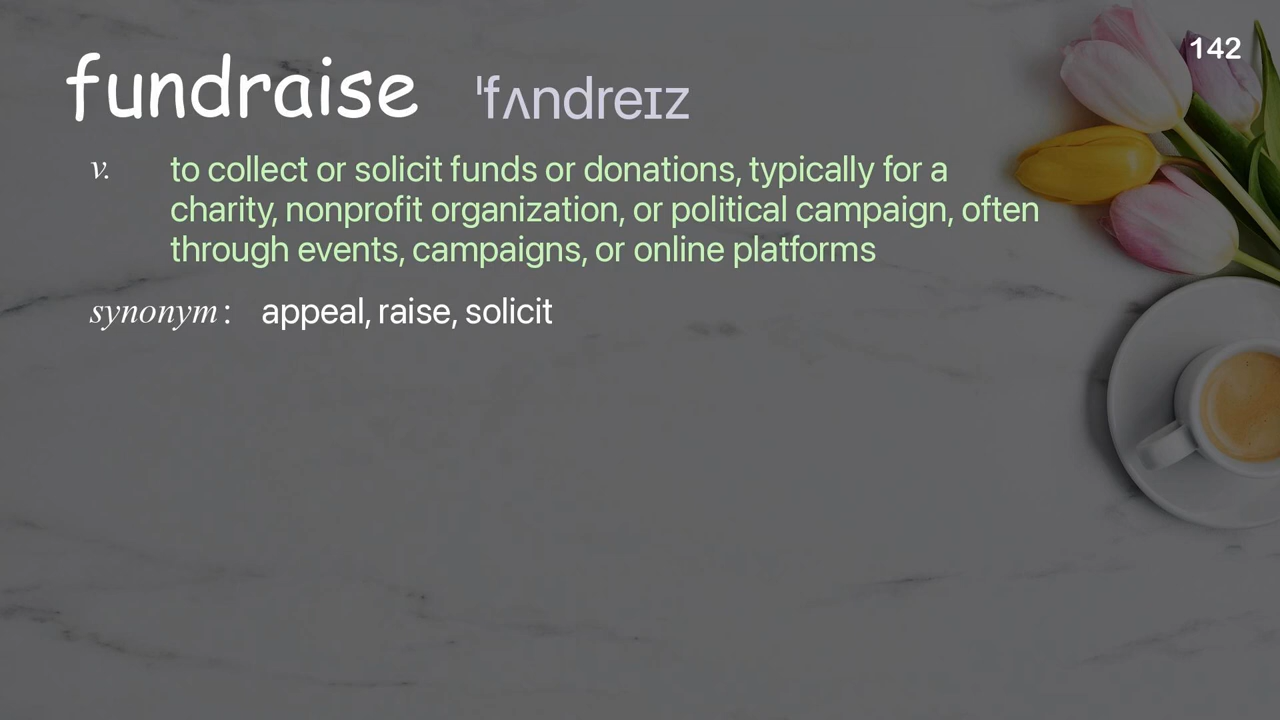 142
fundraise ˈfʌndreɪz
v. to collect or solicit funds or donations, typically for a
charity, nonprofit organization, or political campaign, often
through events, campaigns, or online platforms
synonym: appeal, raise, solicit